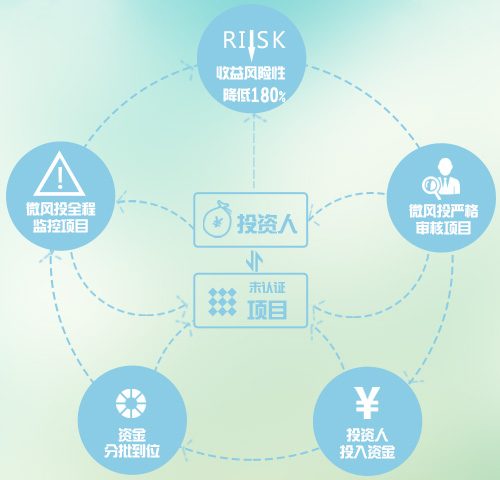 RISK
收益风险性
降低180%
微风投全程
监控项目
微风投严格
审核项目
¥
投资人
未认证
项目
资金
分批到位
¥
投资人
投入资金